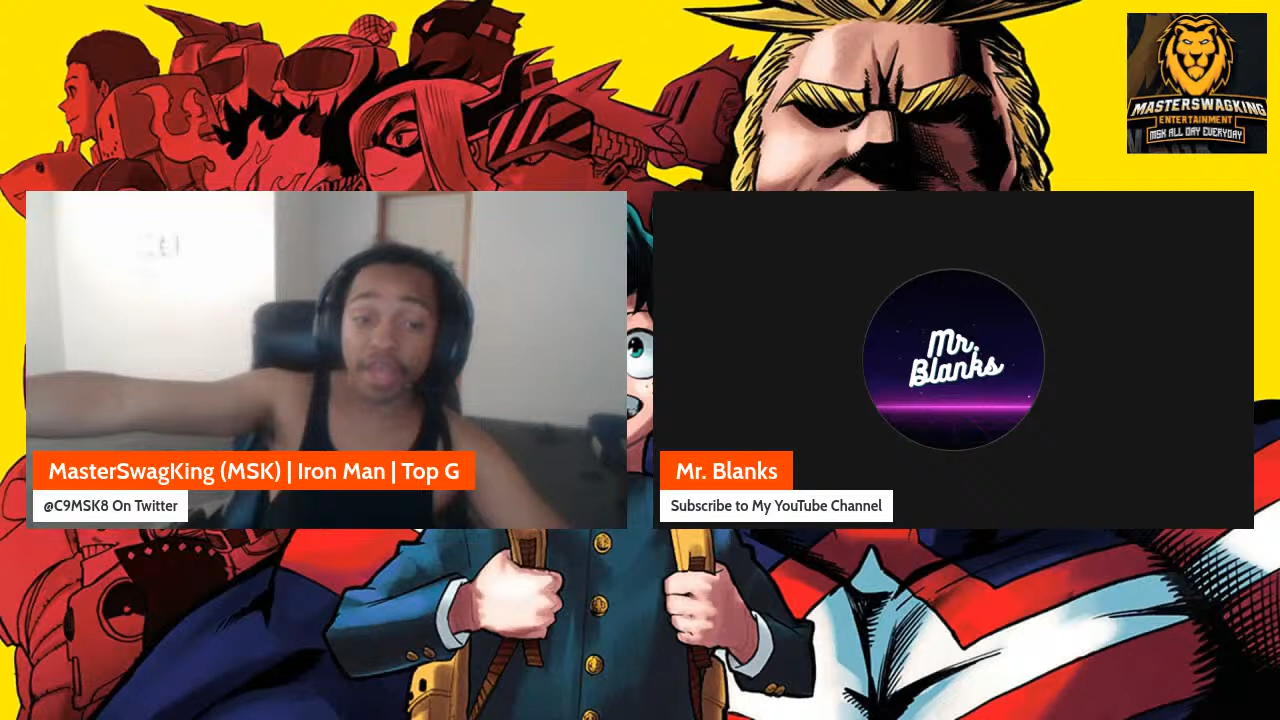 MASTERSWAGKING
ENTERTAINMENT
MSK ALL DAY EVERYDAY
Mr.
Blanks
MasterSwagKing (MSK) | Iron Man | Top G
@C9MSK8 On Twitter
Mr. Blanks
Subscribe to My YouTube Channel